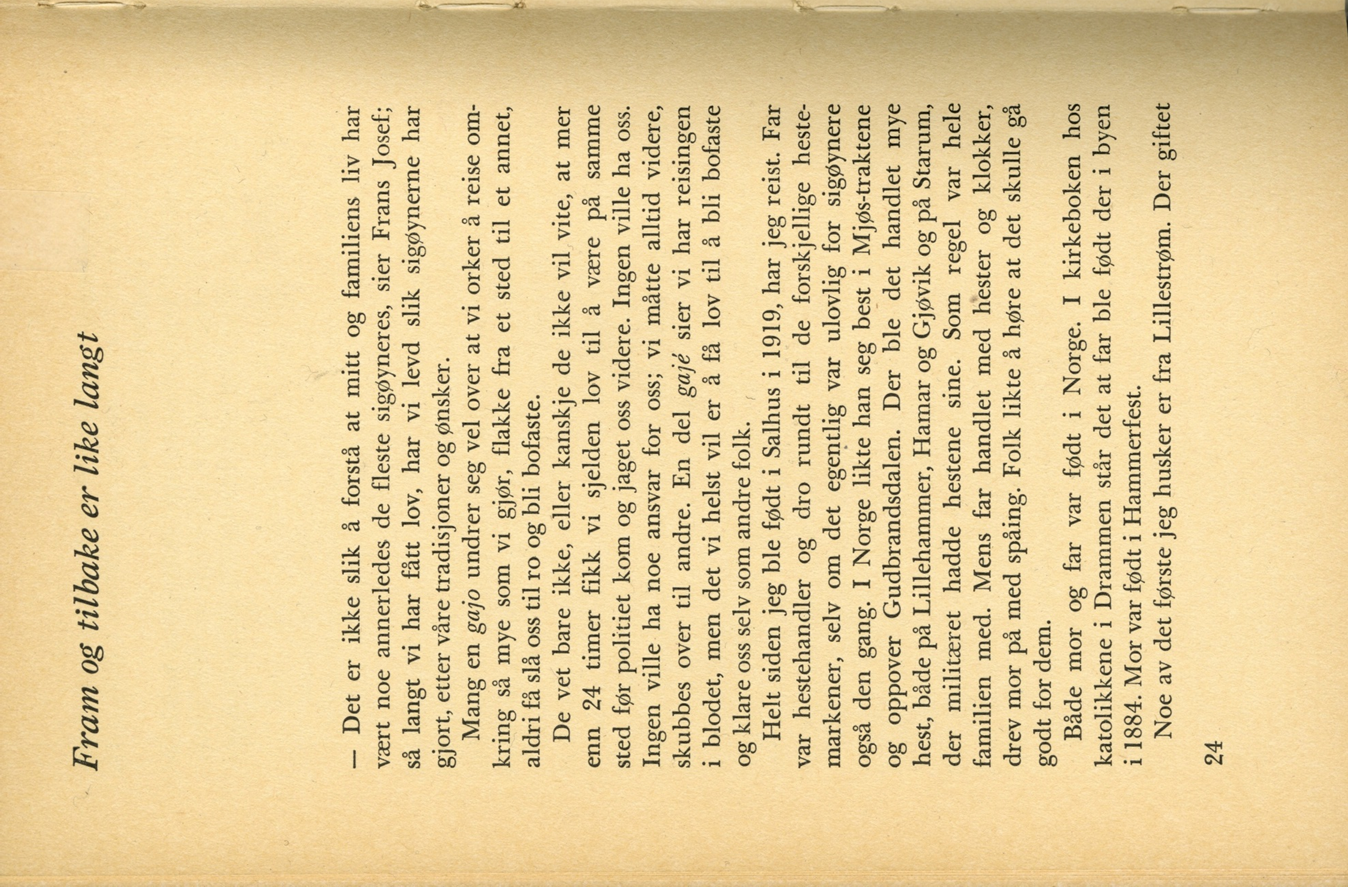 Fram og tilbake er like langt
— Det er ikke slik å forstå at mitt og familiens liv har
vært noe annerledes de fleste sigøyneres, sier Frans Josef;
så langt vi har fått lov, har vi levd slik sigøynerne har
gjort, etter våre tradisjoner og ønsker.
Mang en gajo undrer seg vel over at vi orker å reise om-
kring så mye som vi gjør, flakke fra et sted til et annet,
aldri få slå oss til ro og bli bofaste.
De vet bare ikke, eller kanskje de ikke vil vite, at mer
enn 24 timer fikk vi sjelden lov til å være på samme
sted før politiet kom og jaget oss videre. Ingen ville ha oss.
Ingen ville ha noe ansvar for oss; vi måtte alltid videre,
skubbes over til andre. En del gajé sier vi har reisingen
i blodet, men det vi helst vil er å få lov til å bli bofaste
og klare oss selv som andre folk.
Helt siden jeg ble født i Salhus i 1919, har jeg reist. Far
var hestehandler og dro rundt til de forskjellige heste-
markener, selv om det egentlig var ulovlig for sigøynere
også den gang. I Norge likte han seg best i Mjøs-traktene
og oppover Gudbrandsdalen. Der ble det handlet mye
hest, både på Lillehammer, Hamar og Gjøvik og på Starum,
der militæret hadde hestene sine. Som regel var hele
familien med. Mens far handlet med hester og klokker,
drev mor på med spåing. Folk likte å høre at det skulle gå
godt for dem.
Både mor og far var født i Norge. I kirkeboken hos
katolikkene i Drammen står det at far ble født der i byen
i 1884. Mor var født i Hammerfest.
Noe av det første jeg husker er fra Lillestrøm. Der giftet
24